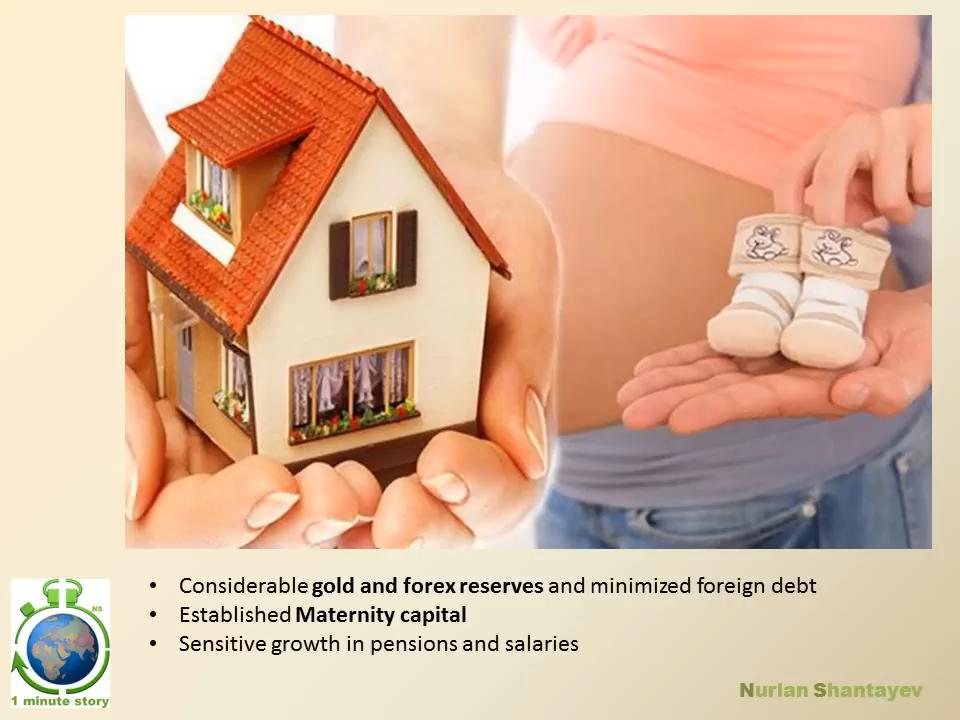 • Considerable gold and forex reserves and minimized foreign debt
• Established Maternity capital
• Sensitive growth in pensions and salaries
NS
1 minute story
Nurlan Shantayev